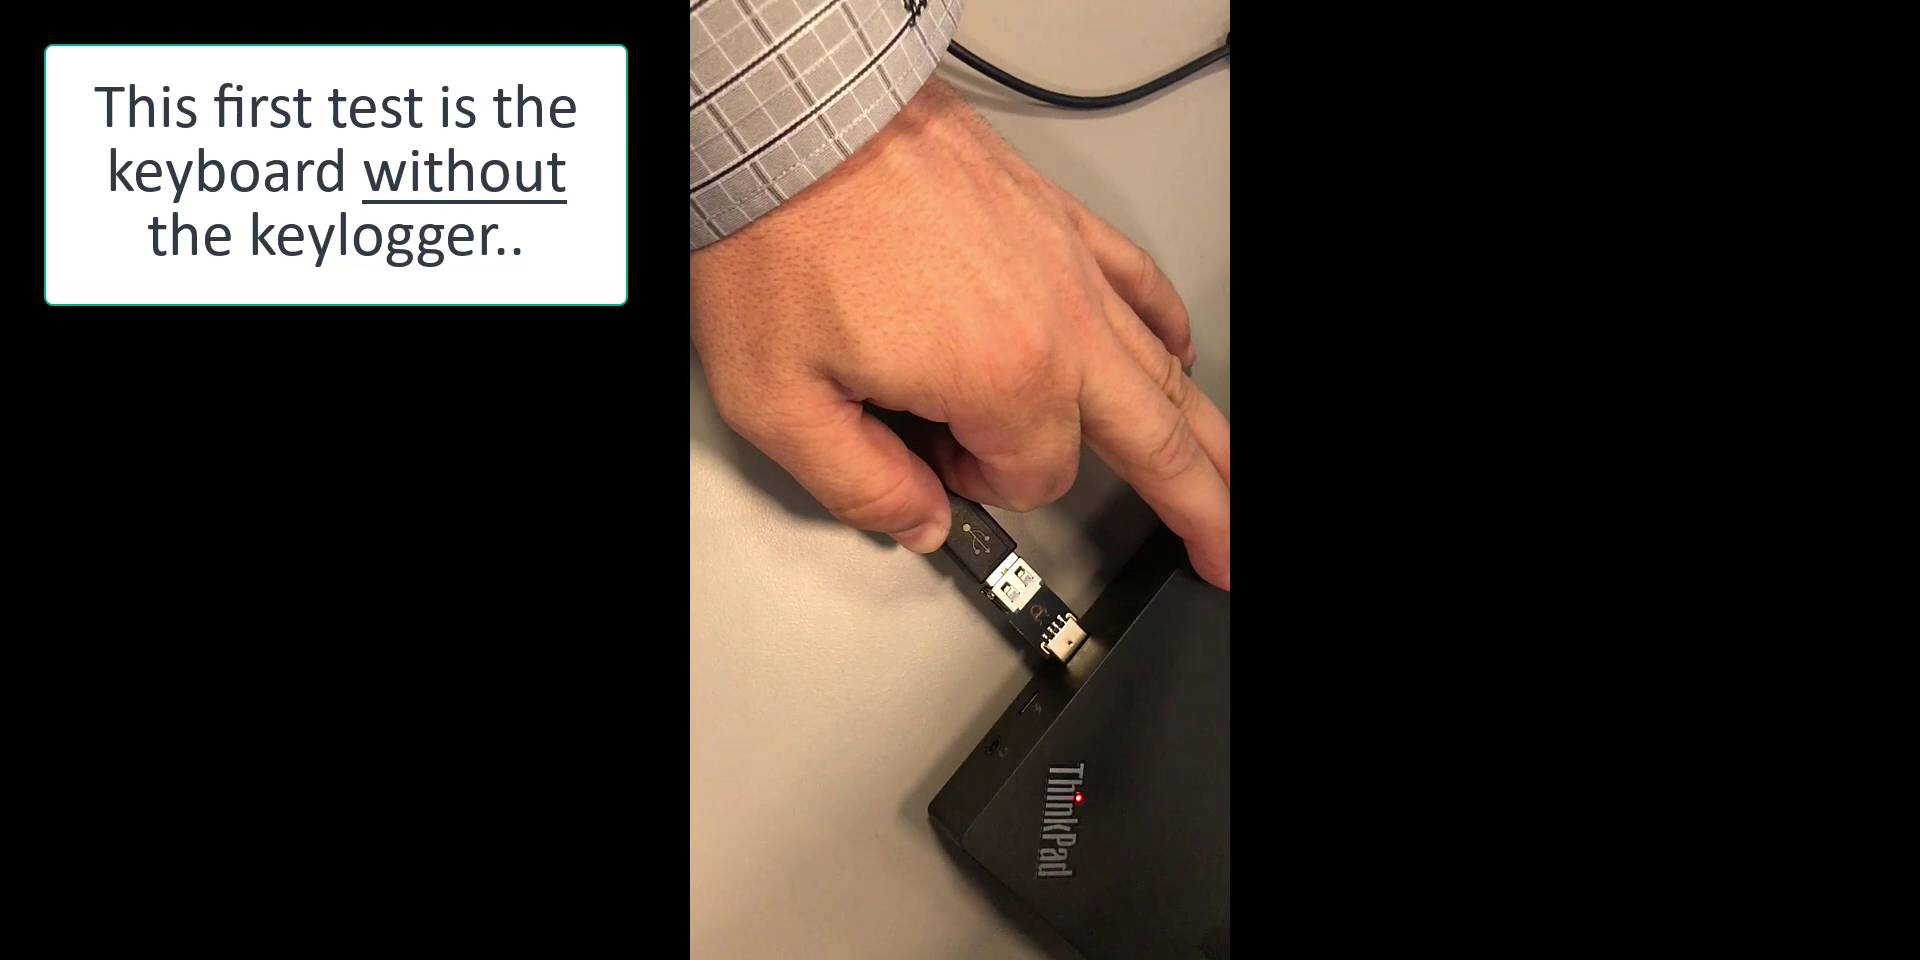 This first test is the
keyboard without
the keylogger..
ThinkPad